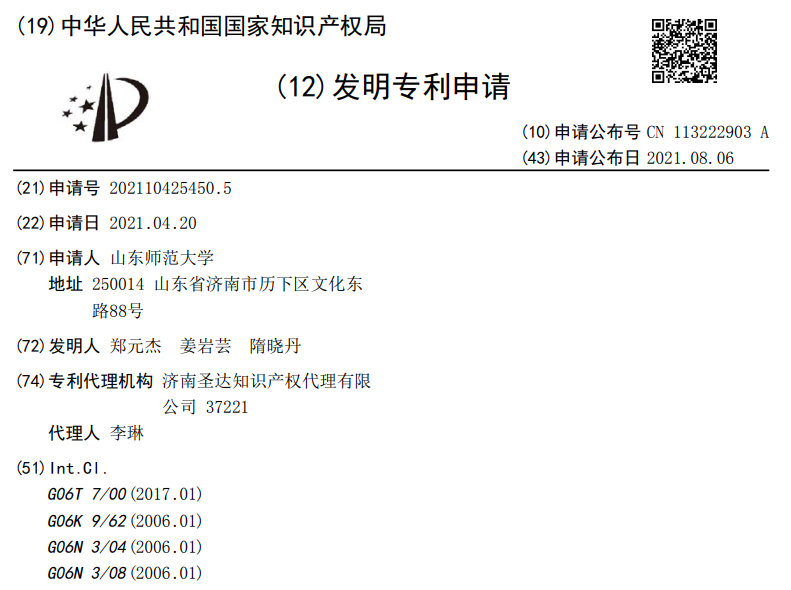 (19)中华人民共和国国家知识产权局
(12)发明专利申请
(10)申请公布号 CN 113222903 A
(43)申请公布日 2021.08.06
(21)申请号 202110425450.5
(22)申请日 2021.04.20
(71)申请人 山东师范大学
地址 250014 山东省济南市历下区文化东
路88号
(72)发明人 郑元杰 姜岩芸 隋晓丹
(74)专利代理机构 济南圣达知识产权代理有限
公司 37221
代理人 李琳
(51)Int.Cl.
G06T 7/00(2017.01)
G06K 9/62(2006.01)
G06N 3/04(2006.01)
G06N 3/08(2006.01)